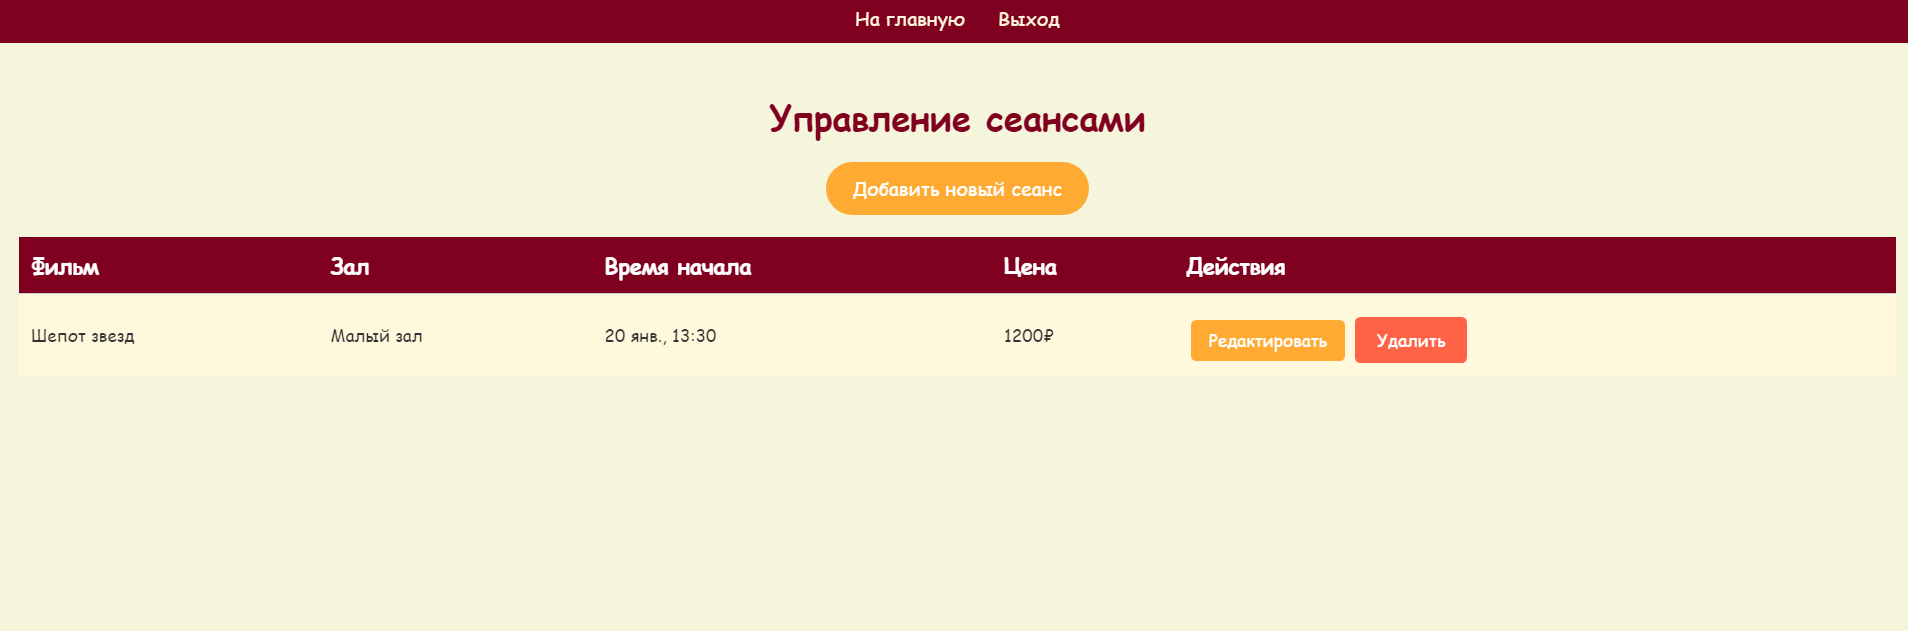 На главную Выход
Управление сеансами
Добавить новый сеанс
Фильм Зал Время начала Цена Действия
Шепот звезд Малый зал 20 янв., 13:30 1200₽ Редактировать Удалить